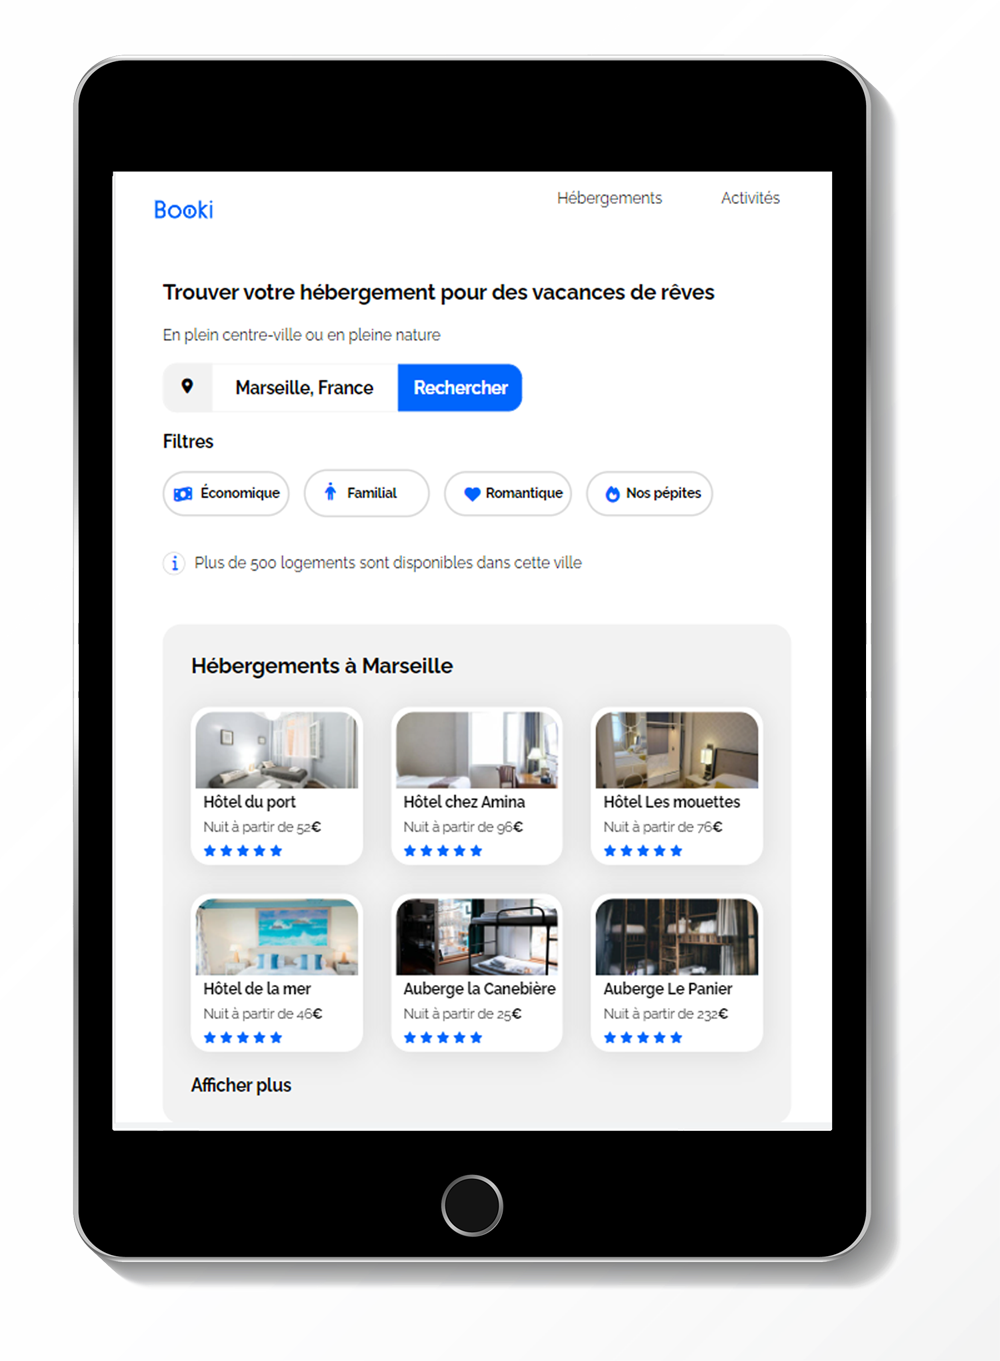 Booki
Hébergements
Activités
Trouver votre hébergement pour des vacances de rêves
En plein centre-ville ou en pleine nature
Marseille, France
Rechercher
Filtres
Économique
Familial
Romantique
Nos pépites
Plus de 500 logements sont disponibles dans cette ville
Hébergements à Marseille
Hôtel du port
Nuit à partir de 52€
Hôtel chez Amina
Nuit à partir de 96€
Hôtel Les mouettes
Nuit à partir de 76€
Hôtel de la mer
Nuit à partir de 46€
Auberge la Canebière
Nuit à partir de 25€
Auberge Le Panier
Nuit à partir de 232€
Afficher plus